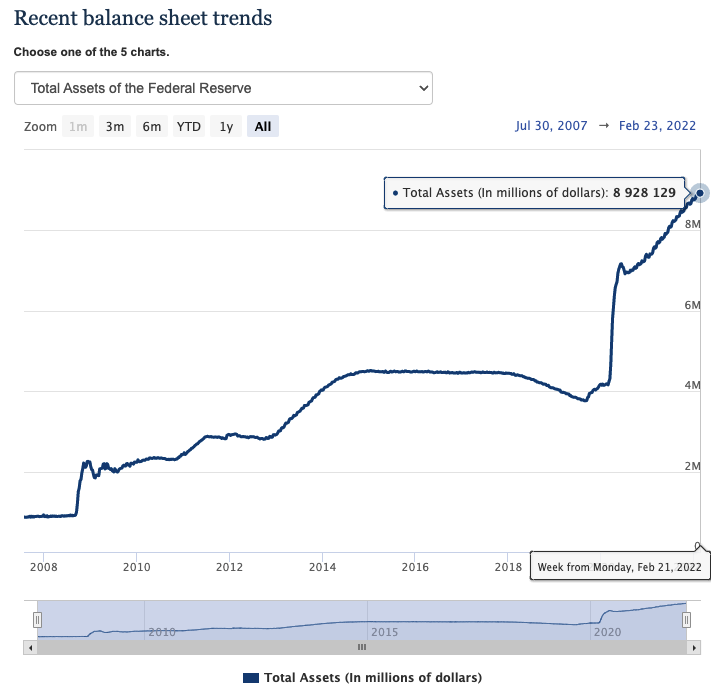 Recent balance sheet trends
Choose one of the 5 charts.
Total Assets of the Federal Reserve
Zoom 1m 3m 6m YTD 1y All Jul 30, 2007 → Feb 23, 2022
Total Assets (In millions of dollars): 8 928 129
8M
6M
4M
2M
0
2008 2010 2012 2014 2016 2018
Week from Monday, Feb 21, 2022
2010 2015 2020
Total Assets (In millions of dollars)